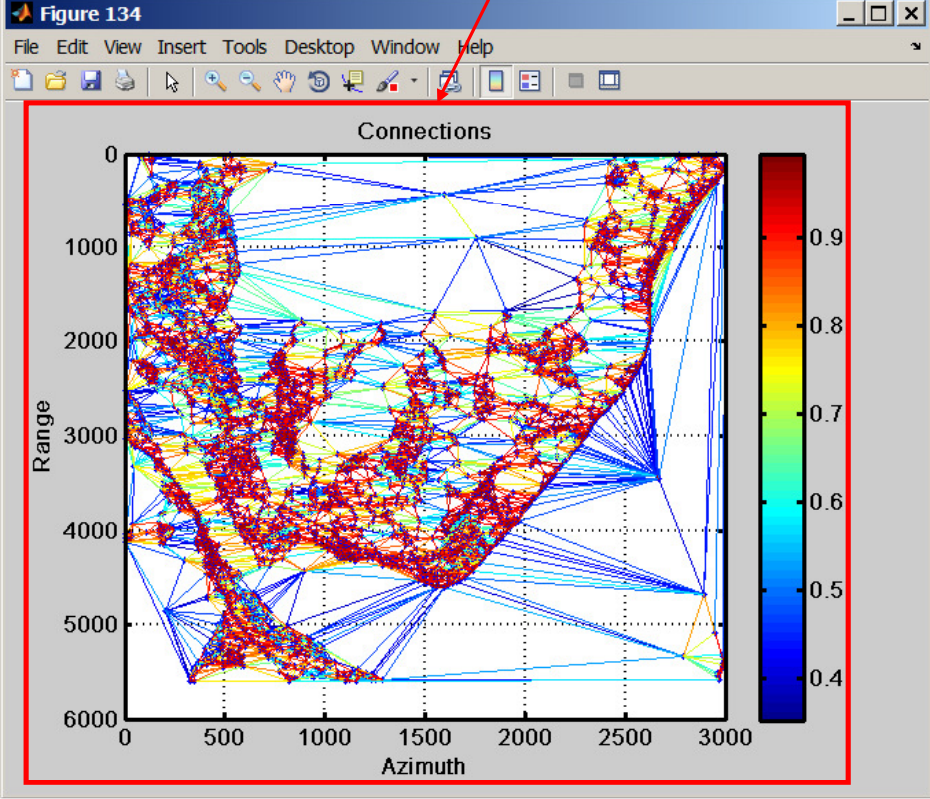 Figure 134
File Edit View Insert Tools Desktop Window Help
Connections
0
1000
2000
3000
4000
5000
6000
Range
0 500 1000 1500 2000 2500 3000
Azimuth
0.9
0.8
0.7
0.6
0.5
0.4